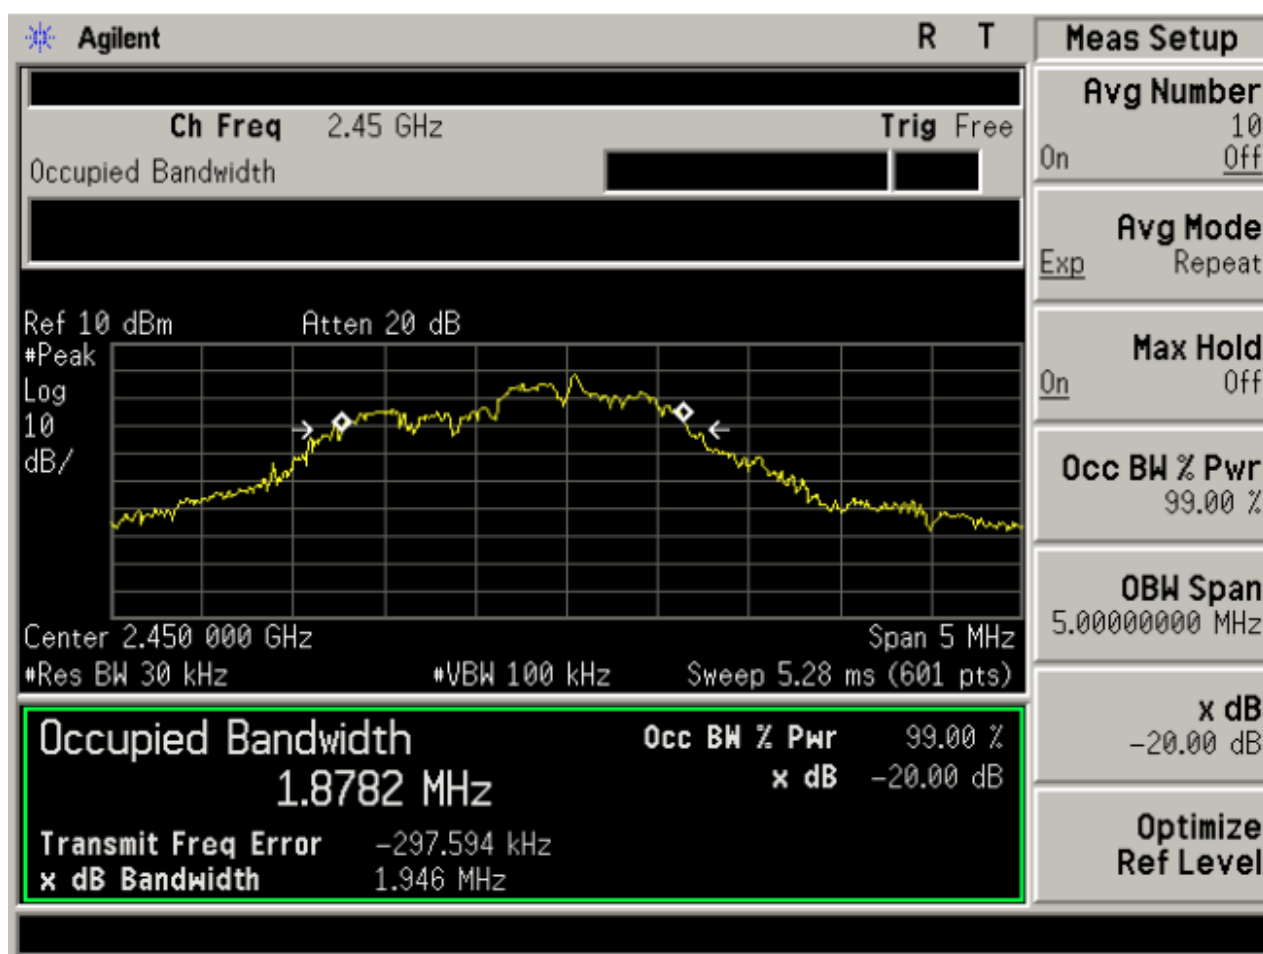 Agilent R T Meas Setup
Ch Freq 2.45 GHz Trig Free
Occupied Bandwidth
Avg Number
10
On Off
Avg Mode
Exp Repeat
Max Hold
On Off
Occ BW % Pwr
99.00 %
OBW Span
5.00000000 MHz
x dB
-20.00 dB
Optimize
Ref Level
Ref 10 dBm Atten 20 dB
#Peak
Log
10
dB/
Center 2.450 000 GHz Span 5 MHz
#Res BW 30 kHz #VBW 100 kHz Sweep 5.28 ms (601 pts)
Occupied Bandwidth Occ BW % Pwr 99.00 %
1.8782 MHz x dB -20.00 dB
Transmit Freq Error -297.594 kHz
x dB Bandwidth 1.946 MHz